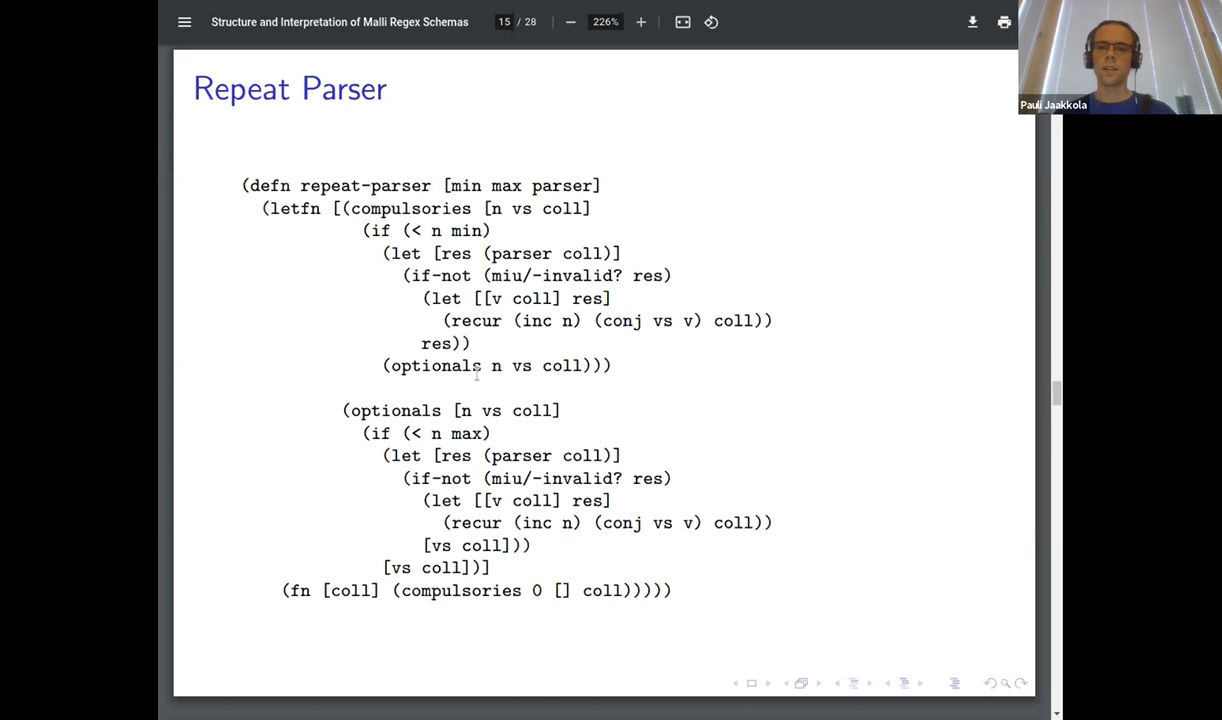 Structure and Interpretation of Malli Regex Schemas
15 / 28
226%
Pauli Jaakkola
Repeat Parser
(defn repeat-parser [min max parser]
(letfn [(compulsories [n vs coll]
(if (< n min)
(let [res (parser coll)]
(if-not (miu/-invalid? res)
(let [[v coll] res]
(recur (inc n) (conj vs v) coll))
res))
(optionals n vs coll)))
(optionals [n vs coll]
(if (< n max)
(let [res (parser coll)]
(if-not (miu/-invalid? res)
(let [[v coll] res]
(recur (inc n) (conj vs v) coll))
[vs coll]))
[vs coll])]
(fn [coll] (compulsories 0 [] coll)))))